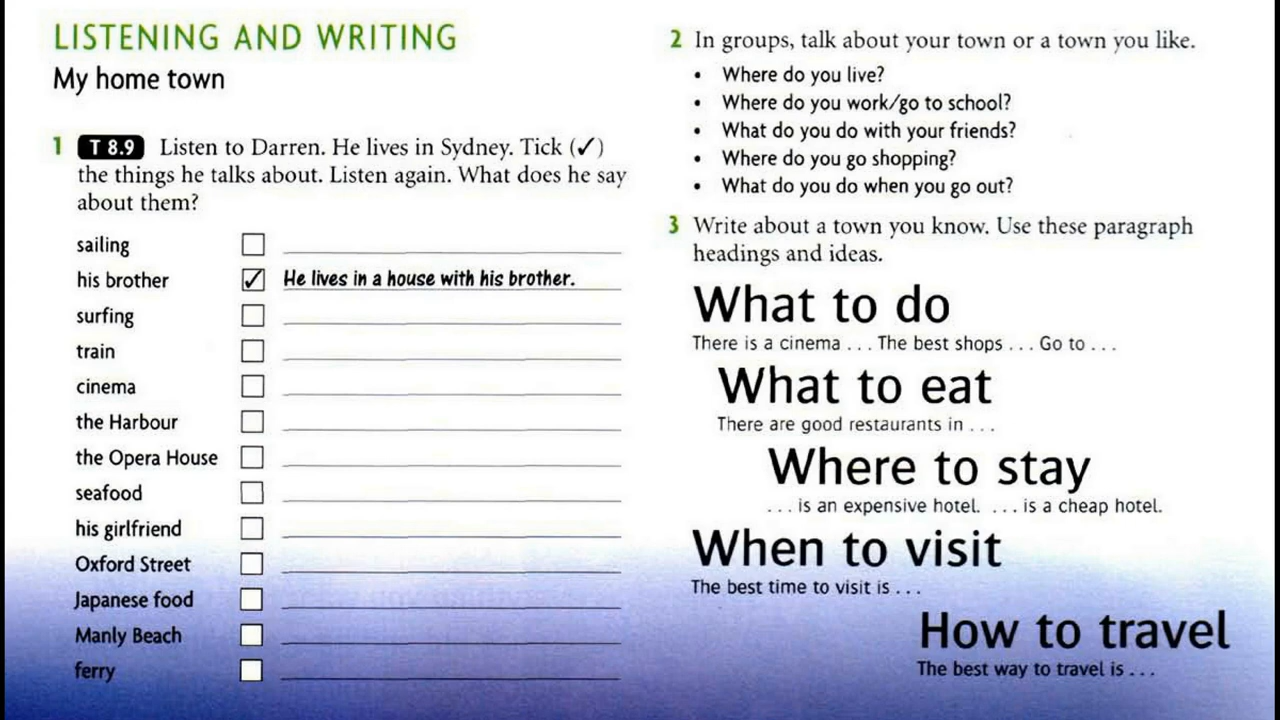 LISTENING AND WRITING
My home town
1 T 8.9 Listen to Darren. He lives in Sydney. Tick (✓)
the things he talks about. Listen again. What does he say
about them?
sailing
his brother ✓ He lives in a house with his brother.
surfing
train
cinema
the Harbour
the Opera House
seafood
his girlfriend
Oxford Street
Japanese food
Manly Beach
ferry
2 In groups, talk about your town or a town you like.
• Where do you live?
• Where do you work/go to school?
• What do you do with your friends?
• Where do you go shopping?
• What do you do when you go out?
3 Write about a town you know. Use these paragraph
headings and ideas.
What to do
There is a cinema . . . The best shops . . . Go to . . .
What to eat
There are good restaurants in . . .
Where to stay
. . . is an expensive hotel. . . . is a cheap hotel.
When to visit
The best time to visit is . . .
How to travel
The best way to travel is . . .